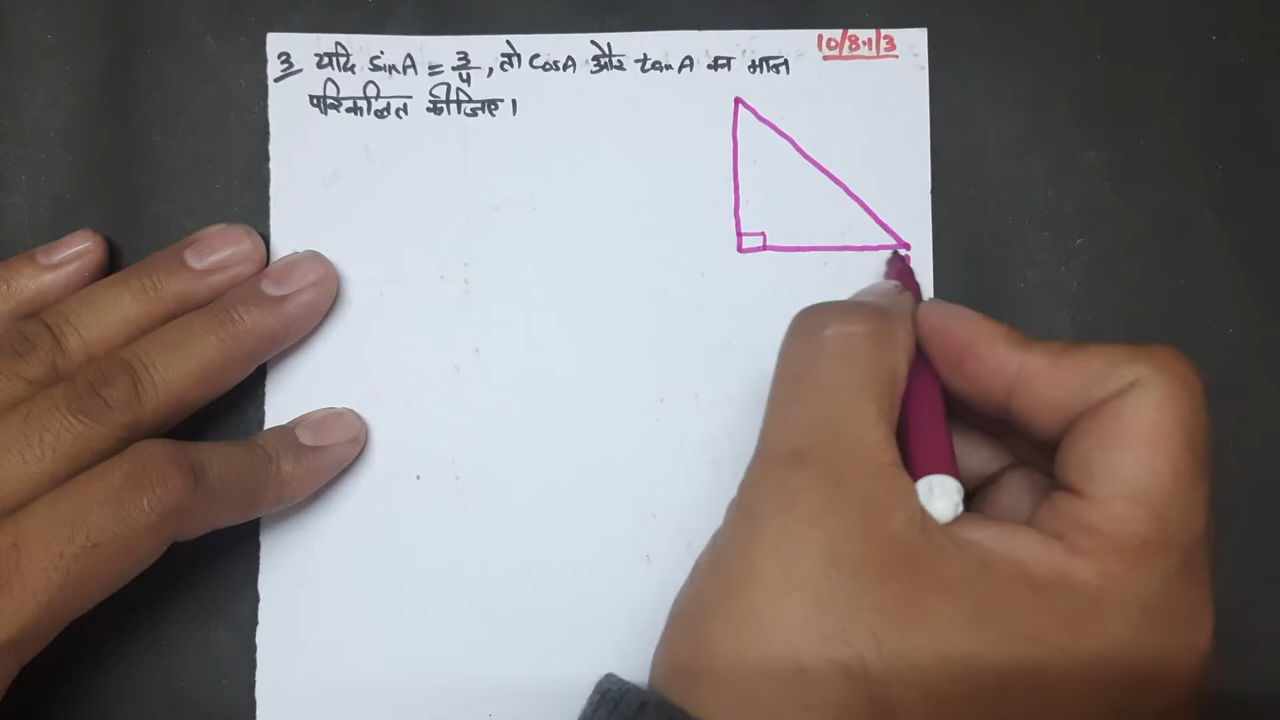 3 यदि sinA = 3/4, तो cosA और tanA का मान
परिकलित कीजिए।
10/8.1/3